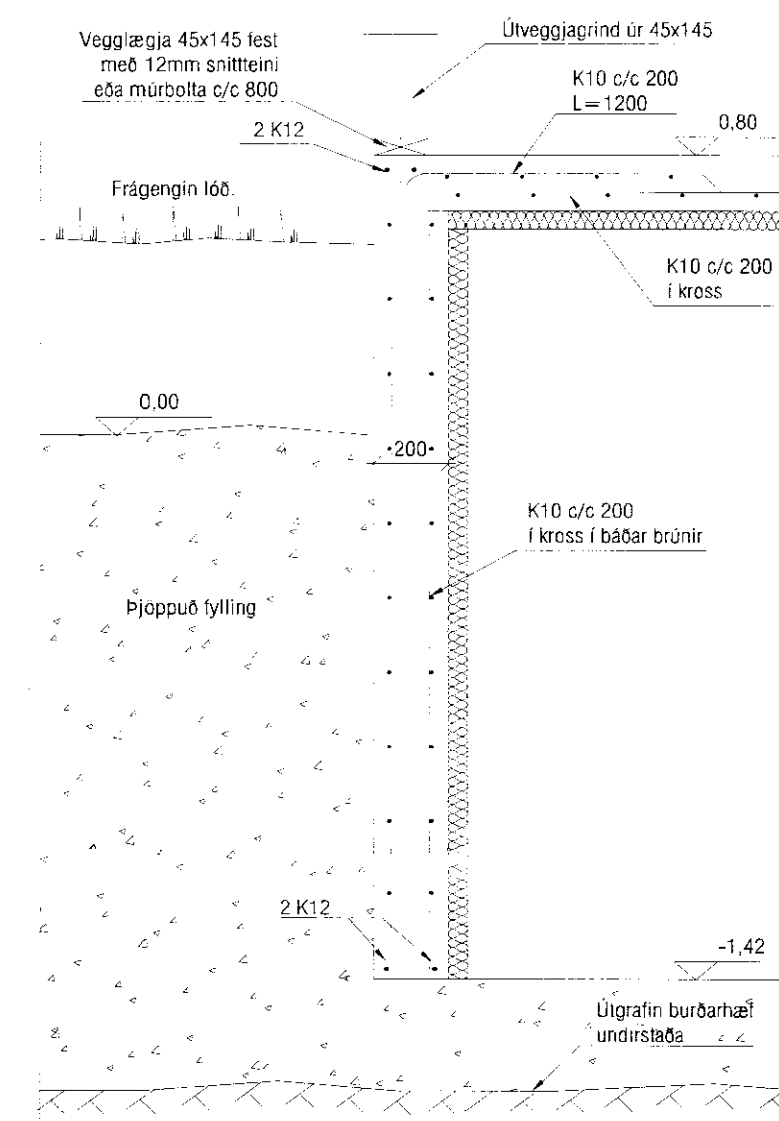 Vegglægja 45x145 fest
með 12mm snittteini
eða múrbolta c/c 800
Útveggjagrind úr 45x145
K10 c/c 200
L=1200
0,80
2 K12
Frágengin lóð.
K10 c/c 200
í kross
0,00
200
K10 c/c 200
í kross í báðar brúnir
Þjöppuð fylling
2 K12
-1,42
Útgrafin burðarhæf
undirstaða